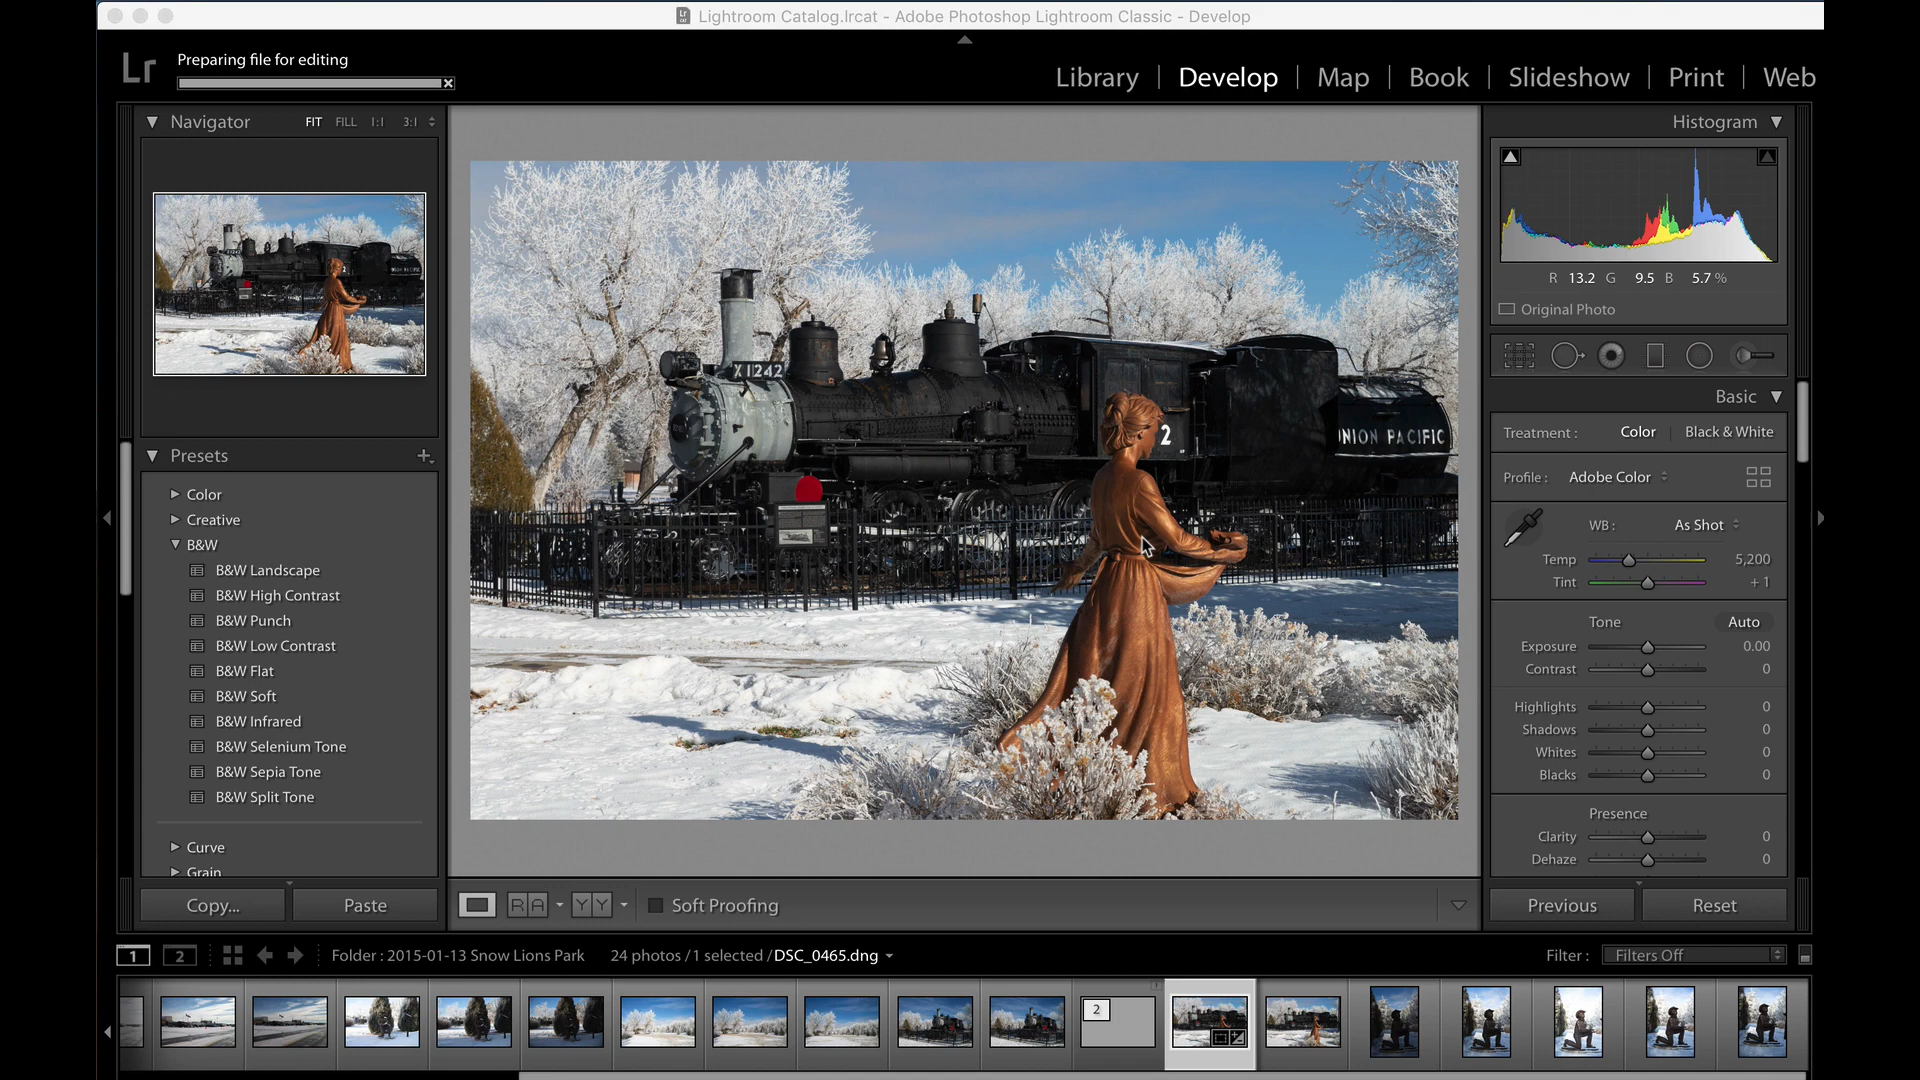 Lightroom Catalog.lrcat - Adobe Photoshop Lightroom Classic - Develop
Lr
Preparing file for editing
Library | Develop | Map | Book | Slideshow | Print | Web
Navigator FIT FILL 1:1 3:1
Histogram
R 13.2 G 9.5 B 5.7 %
Original Photo
Basic
Treatment : Color Black & White
Profile : Adobe Color
WB : As Shot
Temp 5,200
Tint + 1
Tone Auto
Exposure 0.00
Contrast 0
Highlights 0
Shadows 0
Whites 0
Blacks 0
Presence
Clarity 0
Dehaze 0
Previous Reset
Presets
Color
Creative
B&W
B&W Landscape
B&W High Contrast
B&W Punch
B&W Low Contrast
B&W Flat
B&W Soft
B&W Infrared
B&W Selenium Tone
B&W Sepia Tone
B&W Split Tone
Curve
Grain
Copy... Paste
X 1242
2
UNION PACIFIC
R A Y Y Soft Proofing
1 2 Folder : 2015-01-13 Snow Lions Park 24 photos / 1 selected / DSC_0465.dng
Filter : Filters Off
2